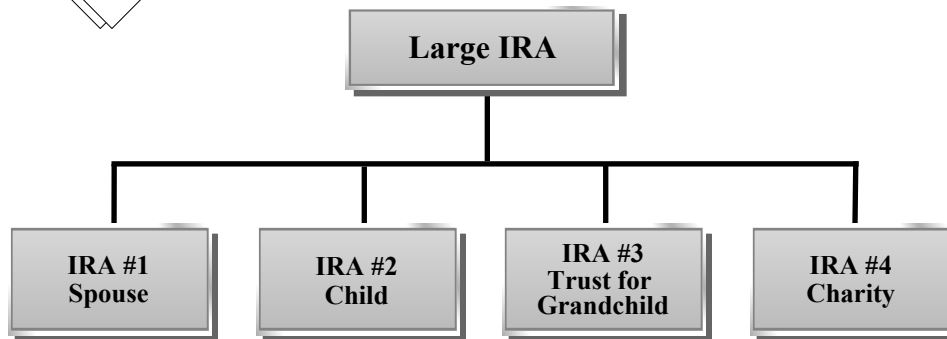 Large IRA
IRA #1
Spouse
IRA #2
Child
IRA #3
Trust for
Grandchild
IRA #4
Charity